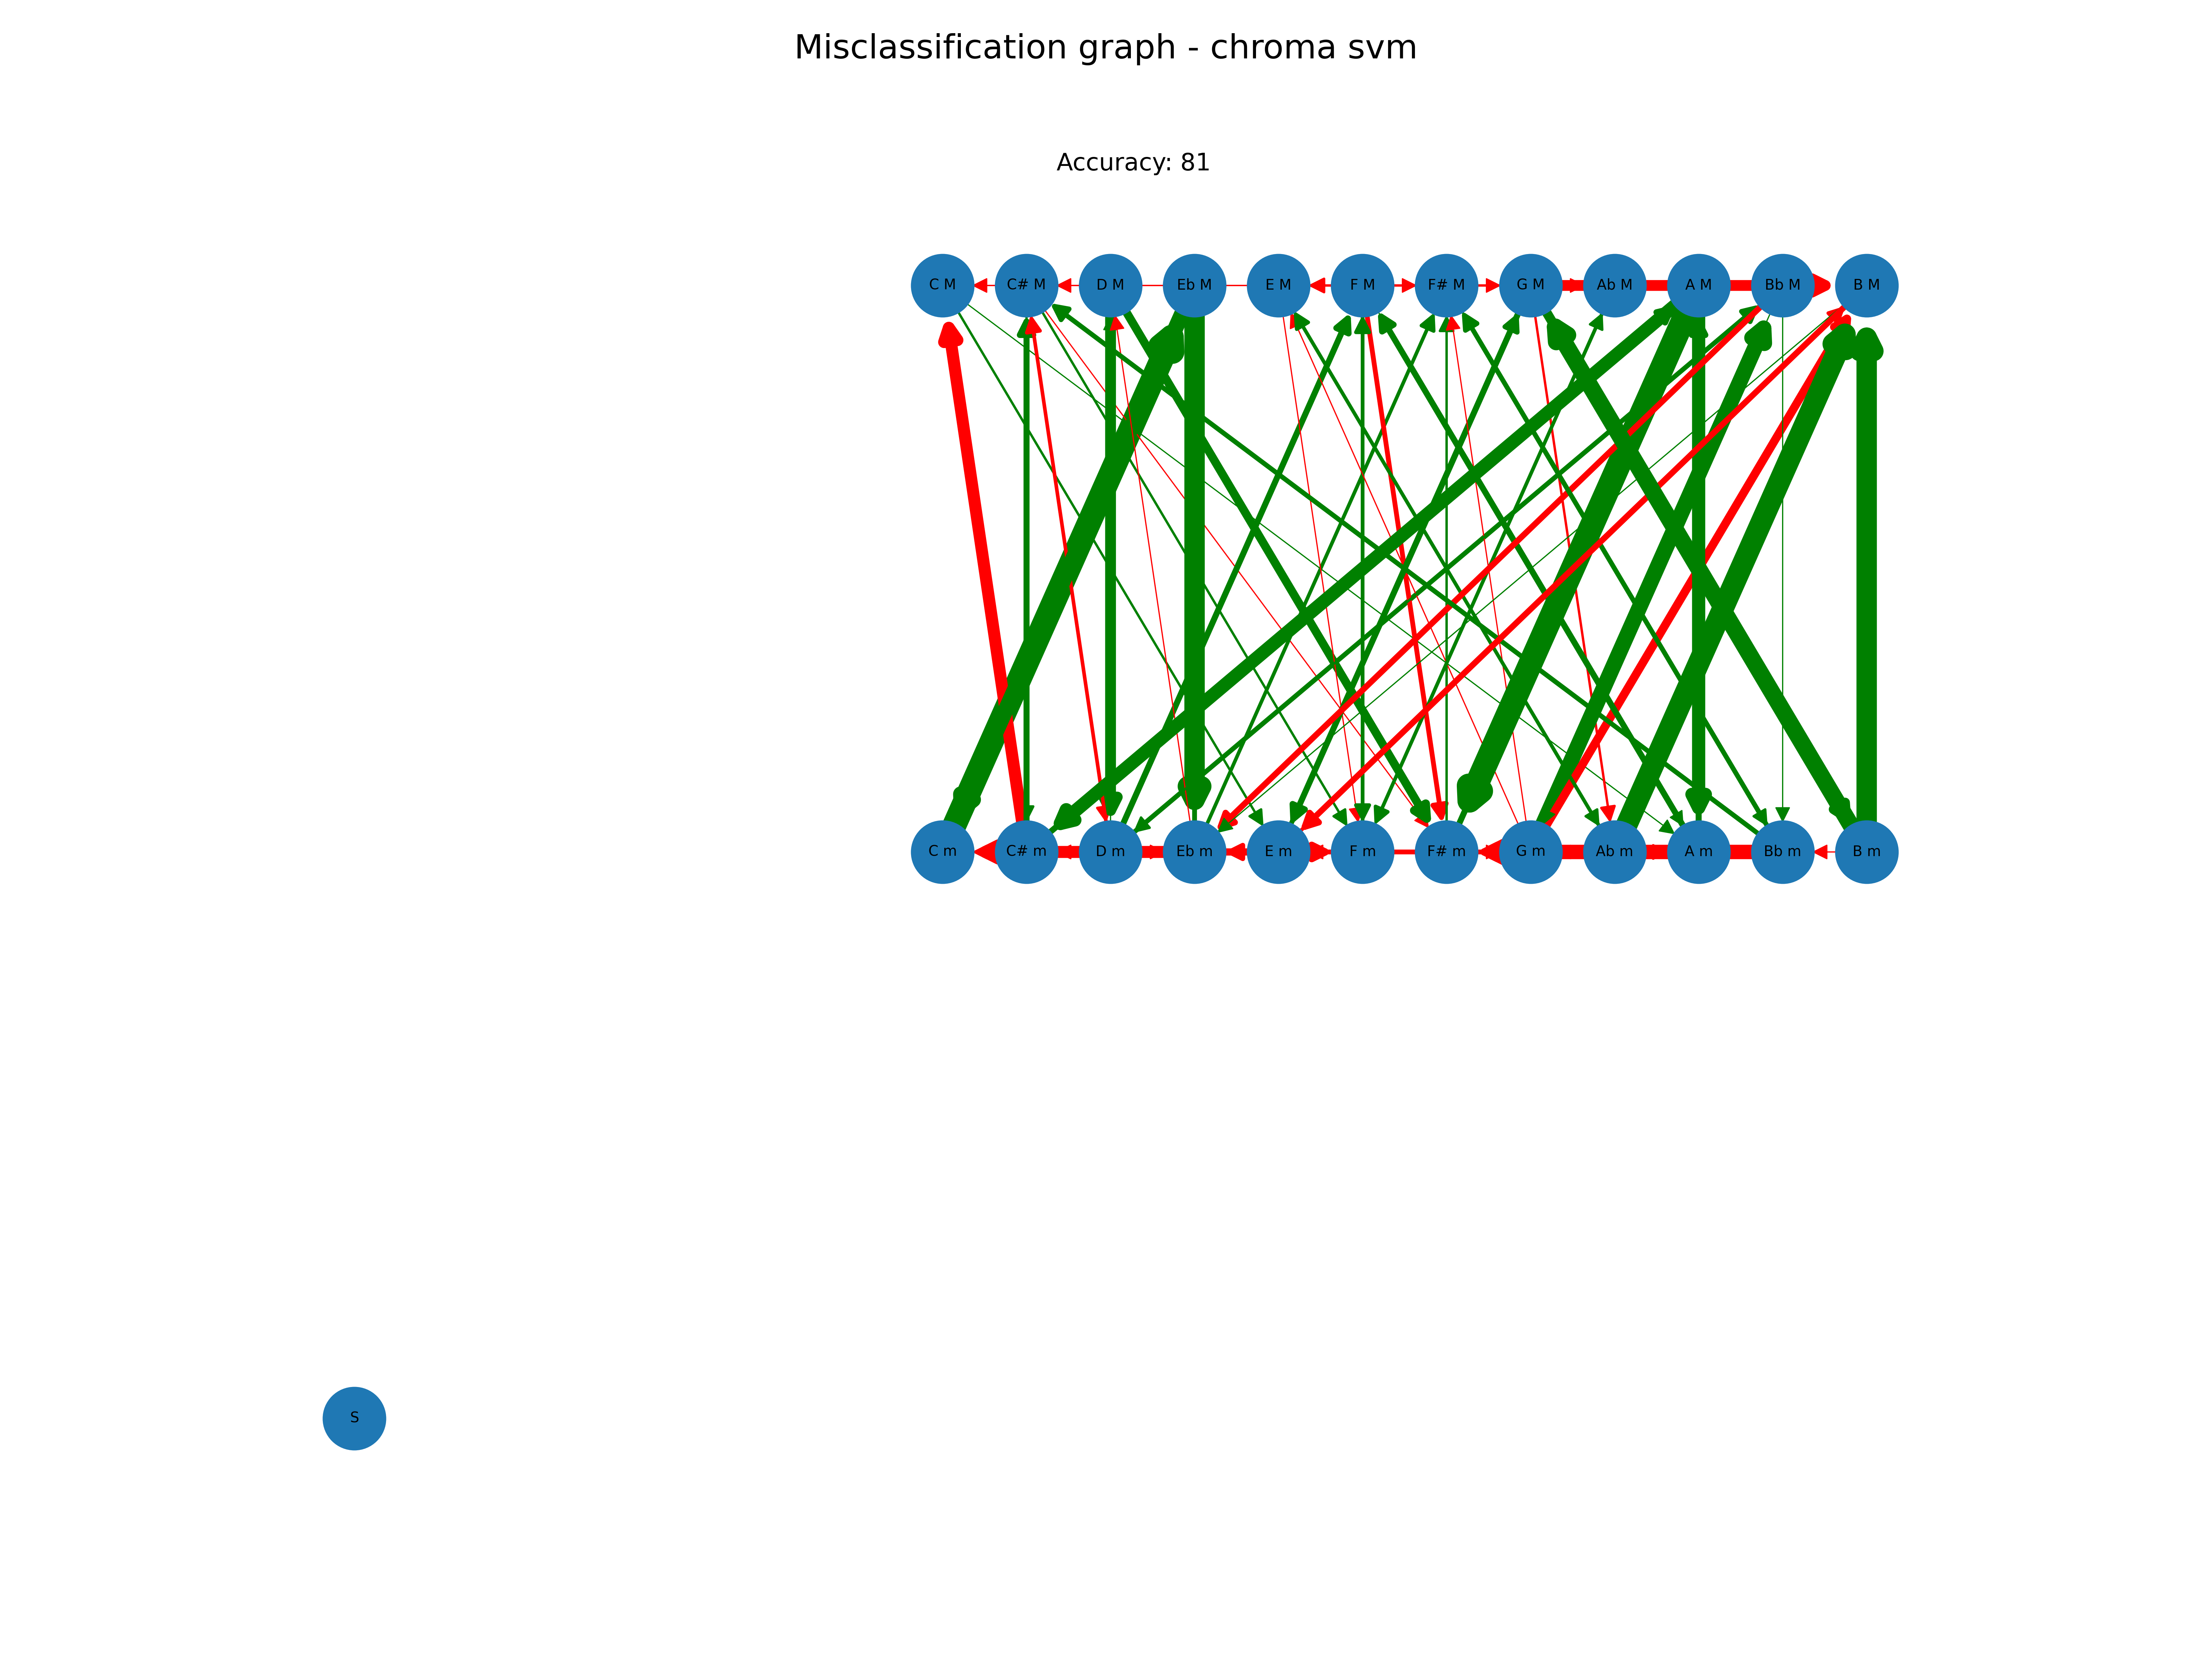 Misclassification graph - chroma svm
Accuracy: 81
C M C# M D M Eb M E M F M F# M G M Ab M A M Bb M B M
C m C# m D m Eb m E m F m F# m G m Ab m A m Bb m B m
S